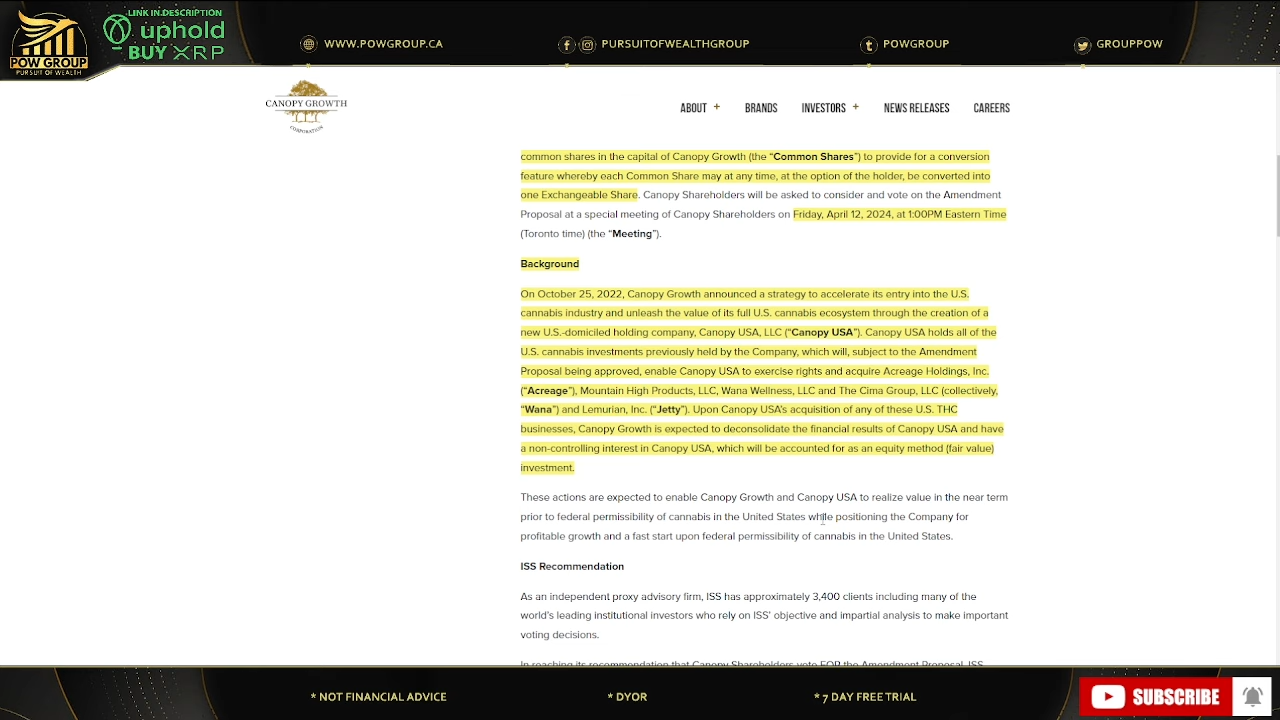 LINK IN DESCRIPTION
uphold
BUY XRP
POW GROUP
PURSUIT OF WEALTH
WWW.POWGROUP.CA
PURSUITOFWEALTHGROUP
POWGROUP
GROUPPOW
CANOPY GROWTH
CORPORATION
ABOUT +
BRANDS
INVESTORS +
NEWS RELEASES
CAREERS
common shares in the capital of Canopy Growth (the “Common Shares”) to provide for a conversion
feature whereby each Common Share may at any time, at the option of the holder, be converted into
one Exchangeable Share. Canopy Shareholders will be asked to consider and vote on the Amendment
Proposal at a special meeting of Canopy Shareholders on Friday, April 12, 2024, at 1:00PM Eastern Time
(Toronto time) (the “Meeting”).
Background
On October 25, 2022, Canopy Growth announced a strategy to accelerate its entry into the U.S.
cannabis industry and unleash the value of its full U.S. cannabis ecosystem through the creation of a
new U.S.-domiciled holding company, Canopy USA, LLC (“Canopy USA”). Canopy USA holds all of the
U.S. cannabis investments previously held by the Company, which will, subject to the Amendment
Proposal being approved, enable Canopy USA to exercise rights and acquire Acreage Holdings, Inc.
(“Acreage”), Mountain High Products, LLC, Wana Wellness, LLC and The Cima Group, LLC (collectively,
“Wana”) and Lemurian, Inc. (“Jetty”). Upon Canopy USA’s acquisition of any of these U.S. THC
businesses, Canopy Growth is expected to deconsolidate the financial results of Canopy USA and have
a non-controlling interest in Canopy USA, which will be accounted for as an equity method (fair value)
investment.
These actions are expected to enable Canopy Growth and Canopy USA to realize value in the near term
prior to federal permissibility of cannabis in the United States while positioning the Company for
profitable growth and a fast start upon federal permissibility of cannabis in the United States.
ISS Recommendation
As an independent proxy advisory firm, ISS has approximately 3,400 clients including many of the
world’s leading institutional investors who rely on ISS’ objective and impartial analysis to make important
voting decisions.
In reaching its recommendation that Canopy Shareholders vote FOR the Amendment Proposal, ISS
* NOT FINANCIAL ADVICE
* DYOR
* 7 DAY FREE TRIAL
SUBSCRIBE